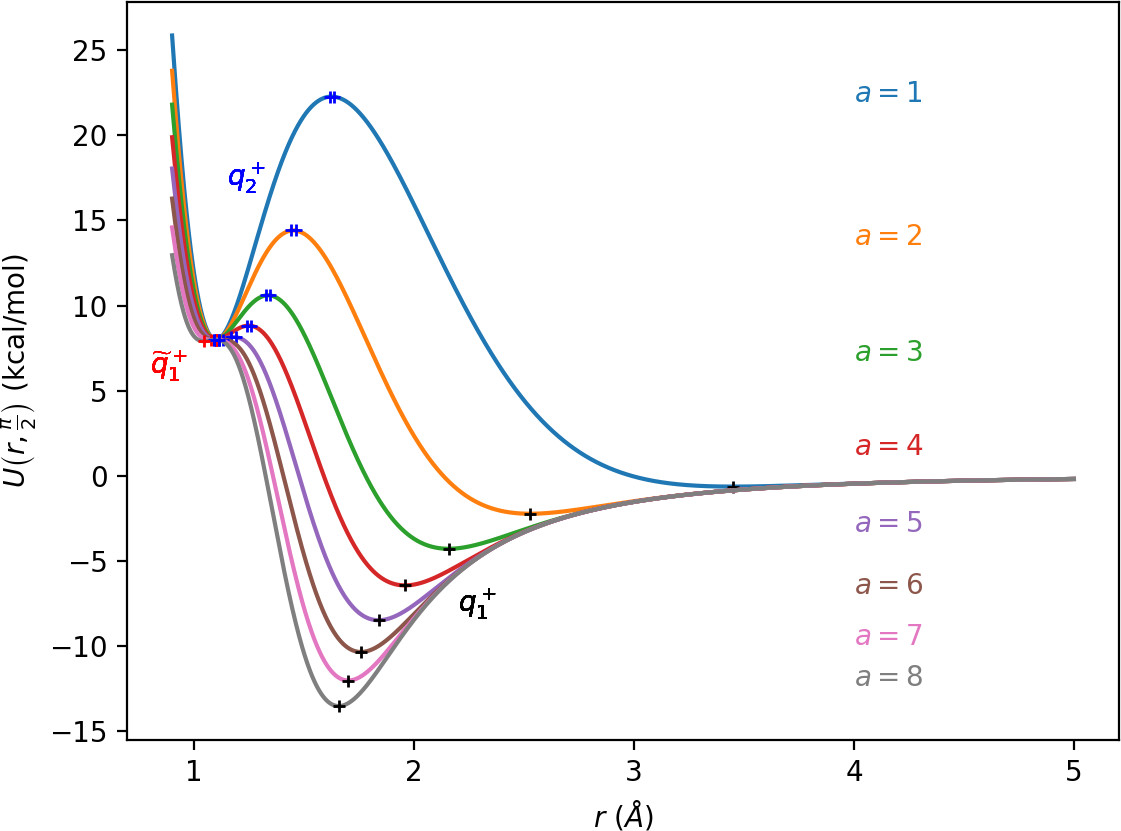 25
20
15
10
5
0
−5
−10
−15
U(r, π/2) (kcal/mol)
1
2
3
4
5
r (Å)
q₂⁺
q̃₁⁺
q₁⁺
a = 1
a = 2
a = 3
a = 4
a = 5
a = 6
a = 7
a = 8